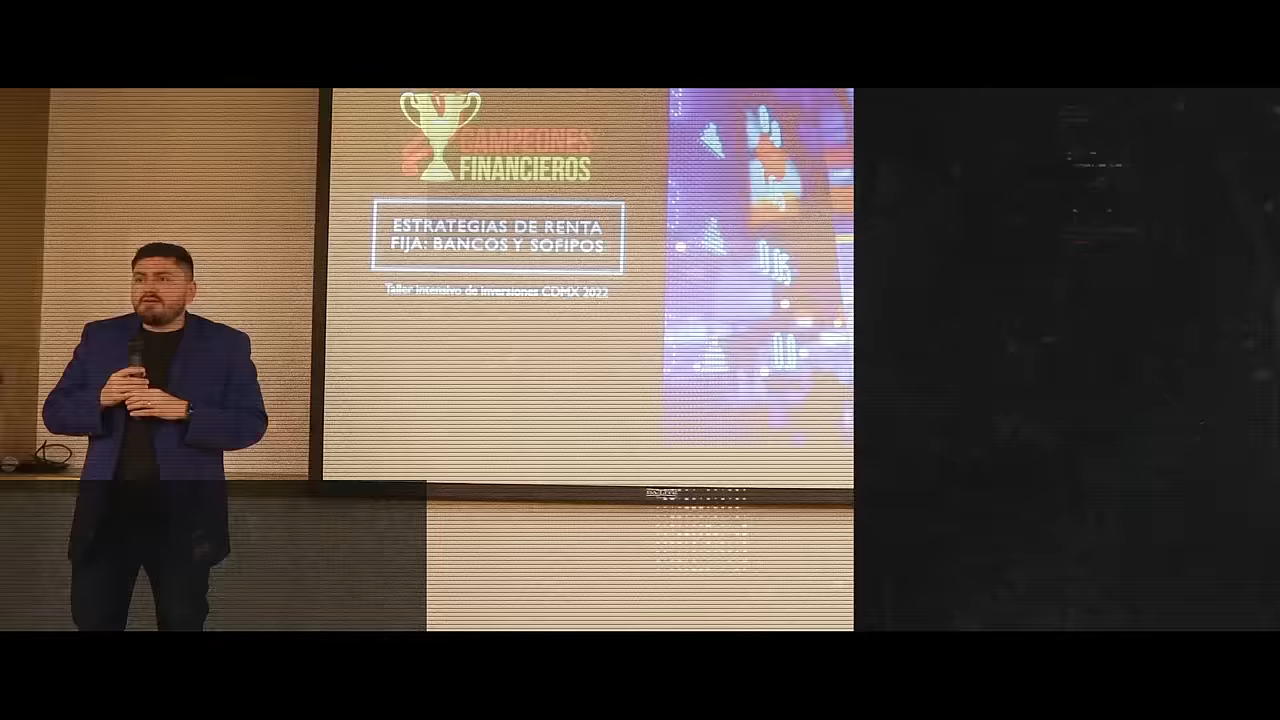 CAMPEONES
FINANCIEROS
ESTRATEGIAS DE RENTA
FIJA: BANCOS Y SOFIPOS
Taller Intensivo de Inversiones CDMX 2022